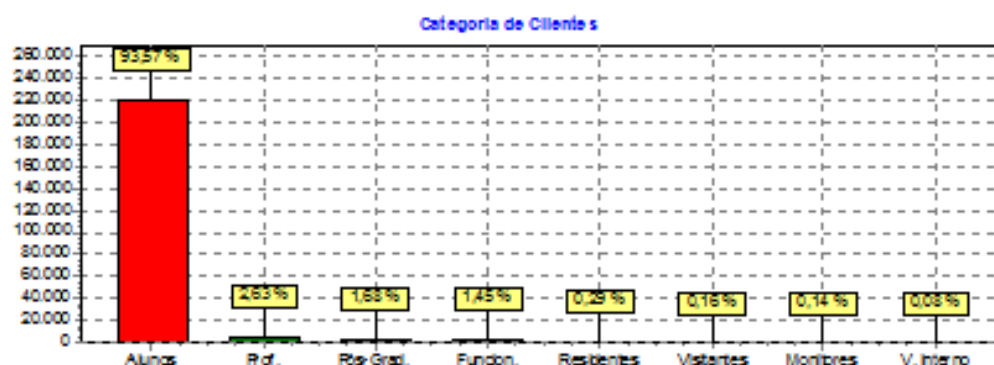 Categoria de Clientes
260.000
240.000
220.000
200.000
180.000
160.000
140.000
120.000
100.000
80.000
60.000
40.000
20.000
0
93,57 %
2,63 %
1,68 %
1,45 %
0,29 %
0,16 %
0,14 %
0,08 %
Alunos
Prof.
Pós-Grad.
Funcion.
Residentes
Visitantes
Monitores
V. Interno